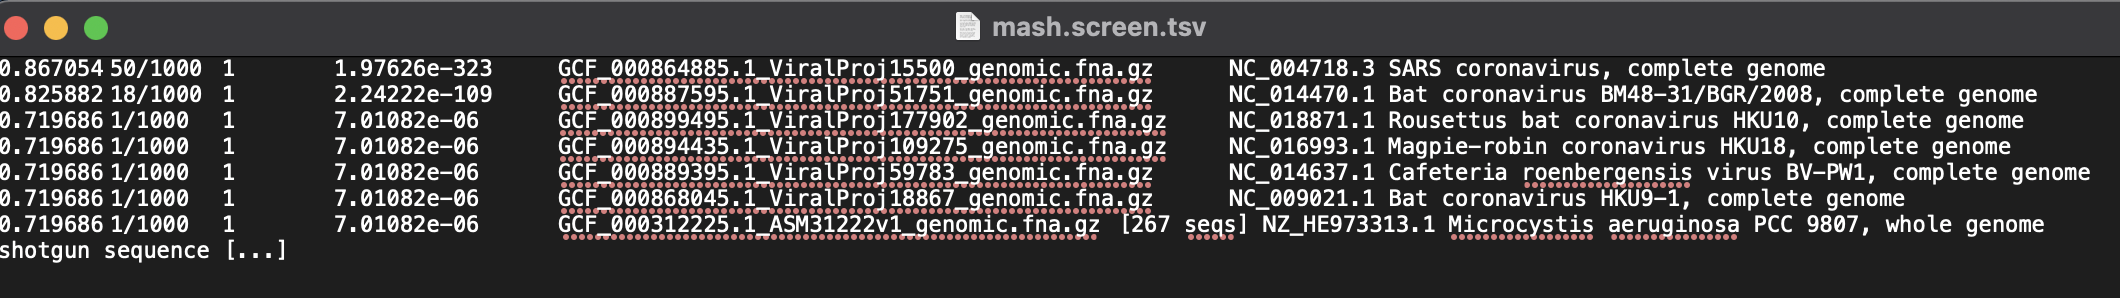 mash.screen.tsv
0.867054 50/1000 1 1.97626e-323 GCF_000864885.1_ViralProj15500_genomic.fna.gz NC_004718.3 SARS coronavirus, complete genome
0.825882 18/1000 1 2.24222e-109 GCF_000887595.1_ViralProj51751_genomic.fna.gz NC_014470.1 Bat coronavirus BM48-31/BGR/2008, complete genome
0.719686 1/1000 1 7.01082e-06 GCF_000899495.1_ViralProj177902_genomic.fna.gz NC_018871.1 Rousettus bat coronavirus HKU10, complete genome
0.719686 1/1000 1 7.01082e-06 GCF_000894435.1_ViralProj109275_genomic.fna.gz NC_016993.1 Magpie-robin coronavirus HKU18, complete genome
0.719686 1/1000 1 7.01082e-06 GCF_000889395.1_ViralProj59783_genomic.fna.gz NC_014637.1 Cafeteria roenbergensis virus BV-PW1, complete genome
0.719686 1/1000 1 7.01082e-06 GCF_000868045.1_ViralProj18867_genomic.fna.gz NC_009021.1 Bat coronavirus HKU9-1, complete genome
0.719686 1/1000 1 7.01082e-06 GCF_000312225.1_ASM31222v1_genomic.fna.gz [267 seqs] NZ_HE973313.1 Microcystis aeruginosa PCC 9807, whole genome
shotgun sequence [...]